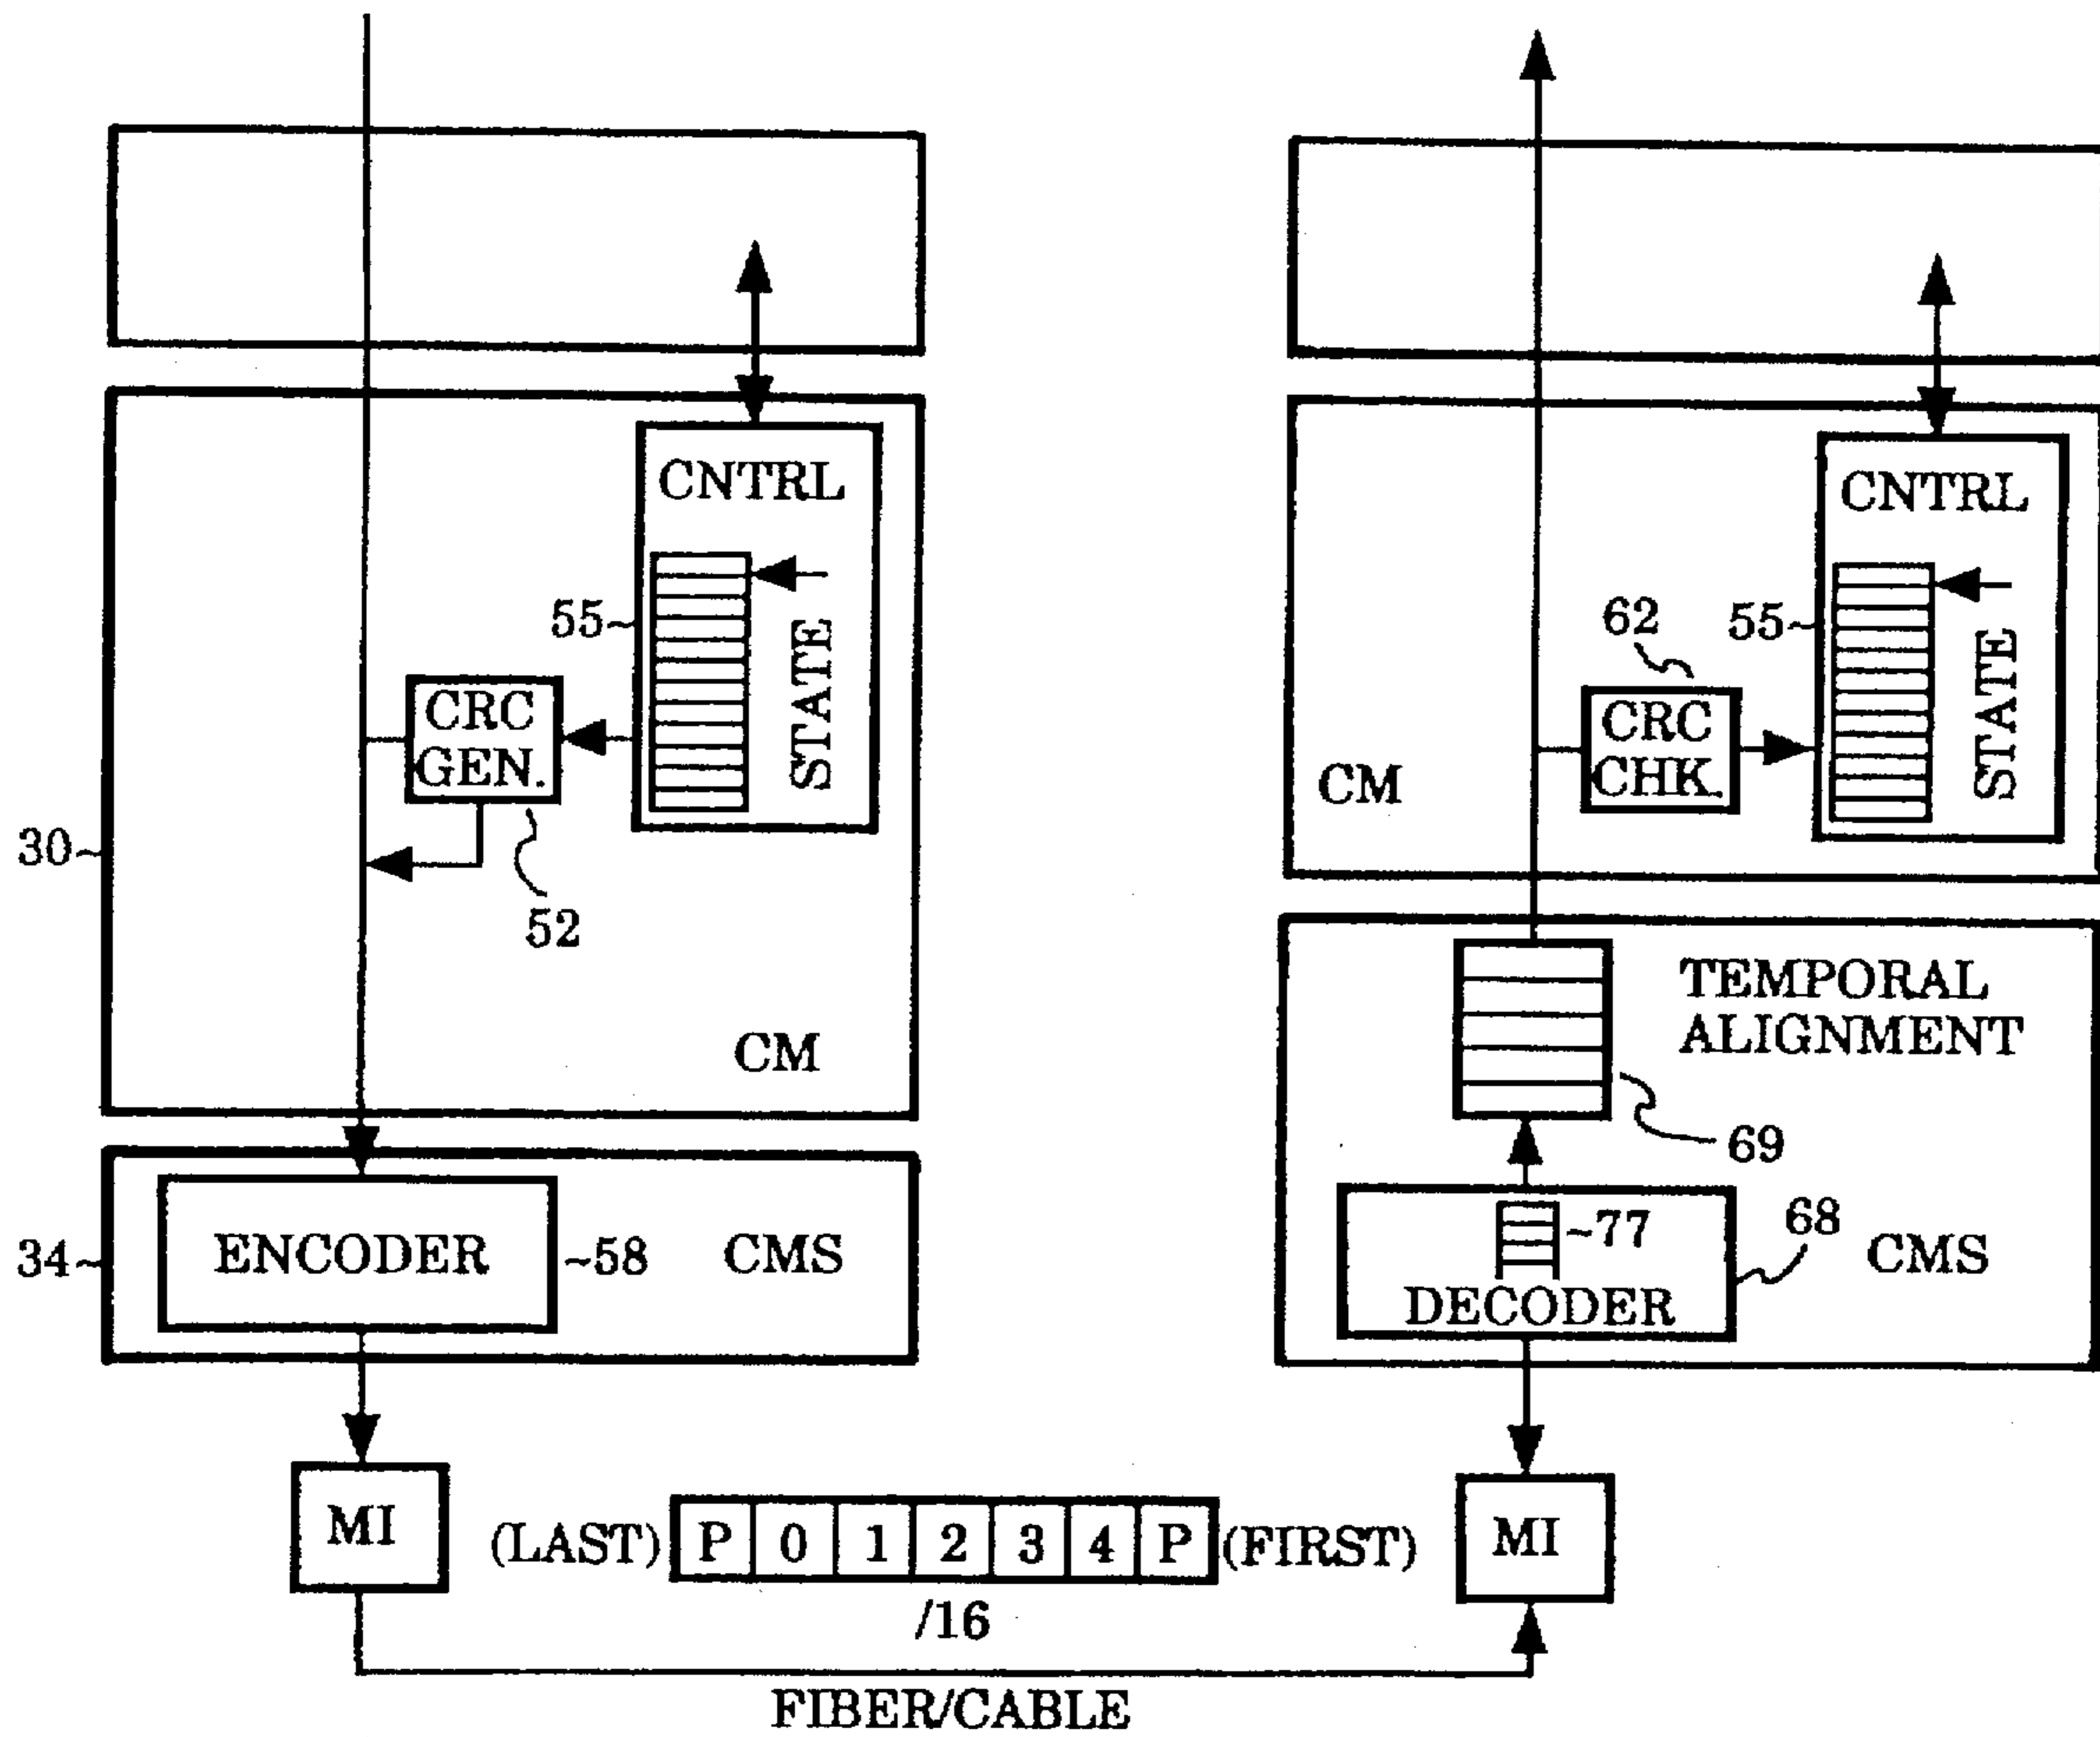 CNTRL
55
STATE
CRC
GEN.
30
52
CM
34
ENCODER
58
CMS
MI
(LAST) P 0 1 2 3 4 P (FIRST)
/16
FIBER/CABLE
CNTRL
62
55
STATE
CRC
CHK.
CM
TEMPORAL
ALIGNMENT
69
77
68
DECODER
CMS
MI